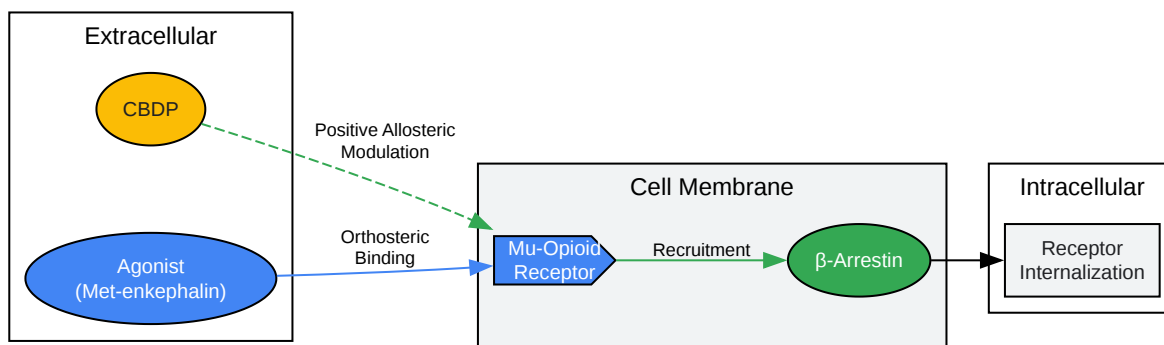 Extracellular
CBDP
Positive Allosteric
Modulation
Agonist
(Met-enkephalin)
Orthosteric
Binding
Cell Membrane
Mu-Opioid
Receptor
Recruitment
β-Arrestin
Intracellular
Receptor
Internalization